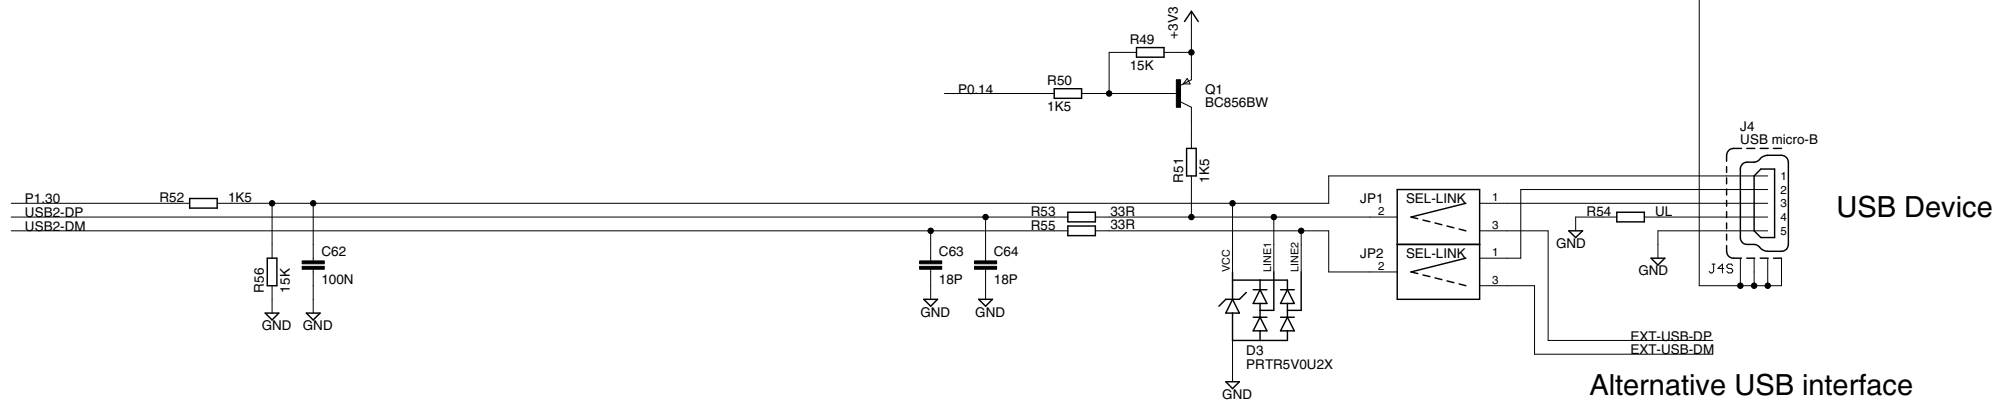 +3V3
R49
15K
P0.14
R50
1K5
Q1
BC856BW
R51
1K5
J4
USB micro-B
P1.30
R52
1K5
USB2-DP
USB2-DM
R53
33R
R55
33R
JP1
SEL-LINK
1
2
3
JP2
SEL-LINK
1
2
3
1
2
3
4
5
R54
UL
GND
GND
J4S
USB Device
R56
15K
C62
100N
GND
GND
C63
18P
C64
18P
GND
GND
VCC
LINE1
LINE2
D3
PRTR5V0U2X
GND
EXT-USB-DP
EXT-USB-DM
Alternative USB interface